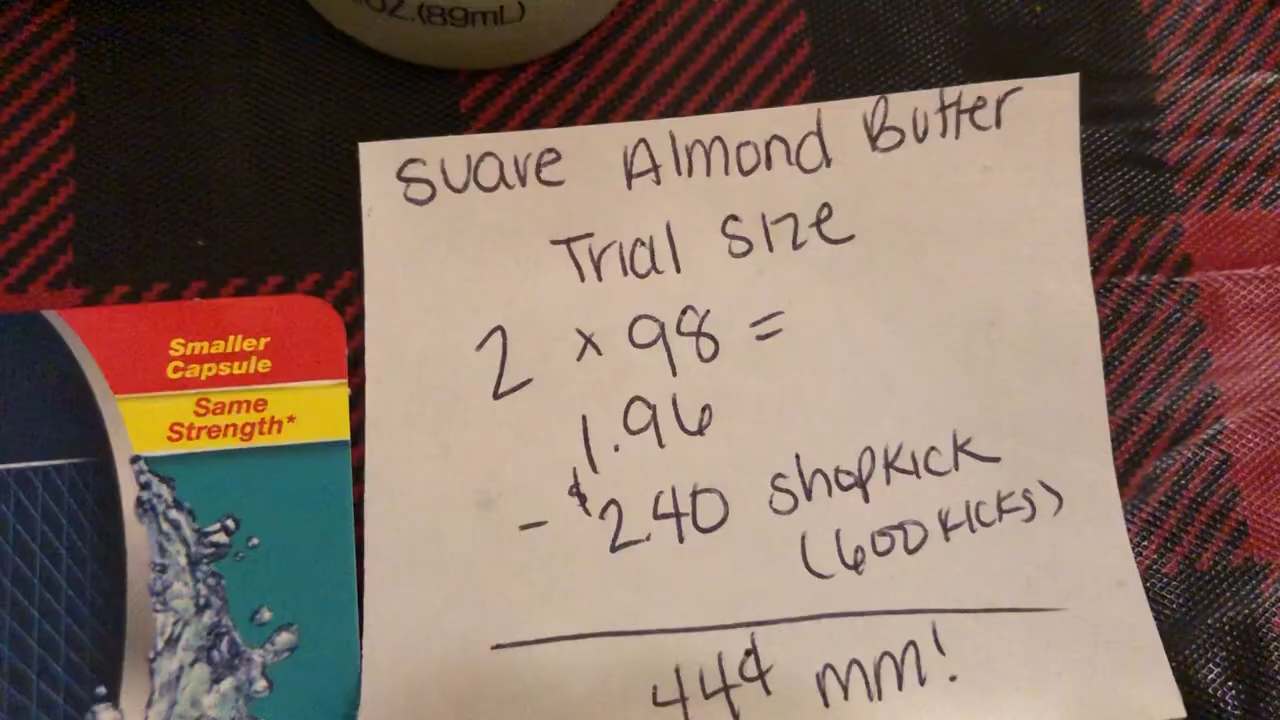 OZ.(89mL)
Suave Almond Butter
Trial Size
2 x 98 =
1.96
- $2.40 shopkick
(600 kicks)
44¢ mm!
Smaller
Capsule
Same
Strength*